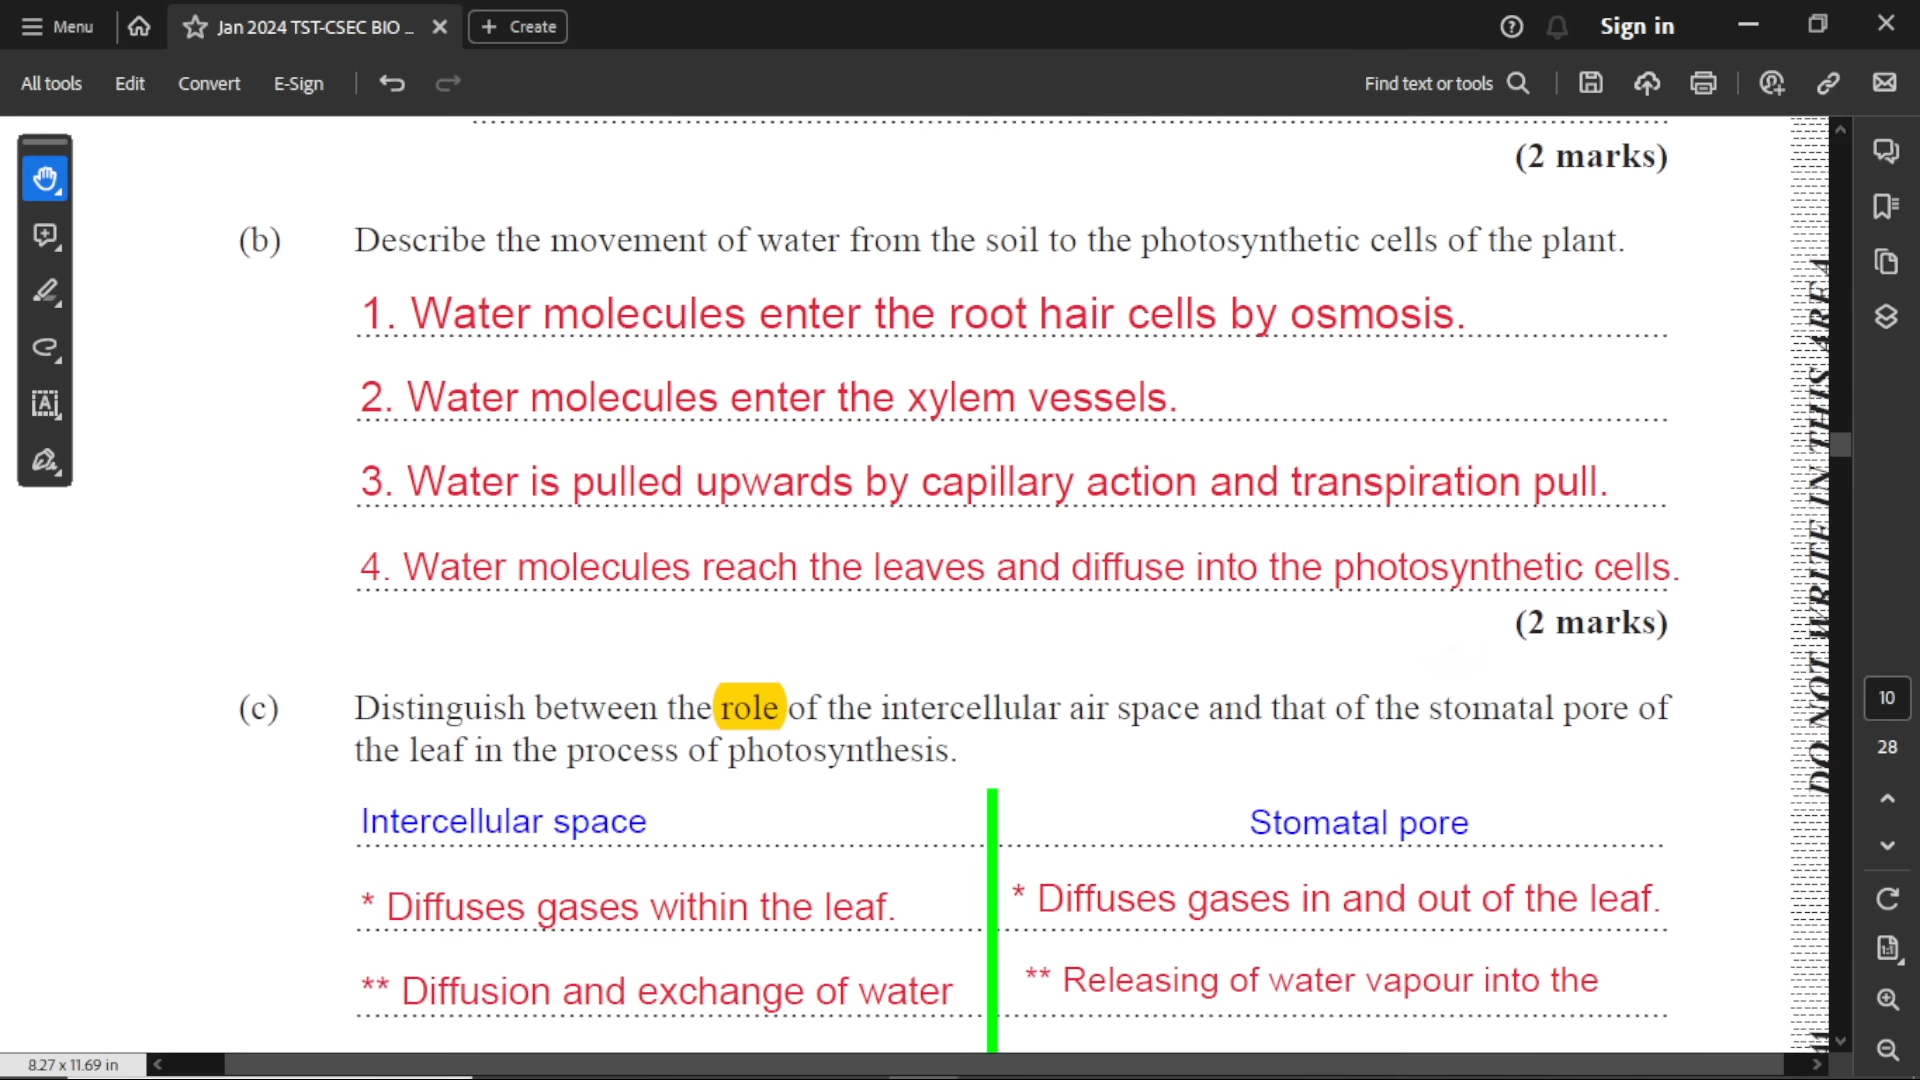 Menu
Jan 2024 TST-CSEC BIO _
Create
Sign in
All tools Edit Convert E-Sign
Find text or tools
(2 marks)
(b) Describe the movement of water from the soil to the photosynthetic cells of the plant.
1. Water molecules enter the root hair cells by osmosis.
2. Water molecules enter the xylem vessels.
3. Water is pulled upwards by capillary action and transpiration pull.
4. Water molecules reach the leaves and diffuse into the photosynthetic cells.
(2 marks)
(c) Distinguish between the role of the intercellular air space and that of the stomatal pore of
the leaf in the process of photosynthesis.
Intercellular space
* Diffuses gases within the leaf.
** Diffusion and exchange of water
Stomatal pore
* Diffuses gases in and out of the leaf.
** Releasing of water vapour into the
DO NOT WRITE IN THIS AREA
10
28
8.27 x 11.69 in